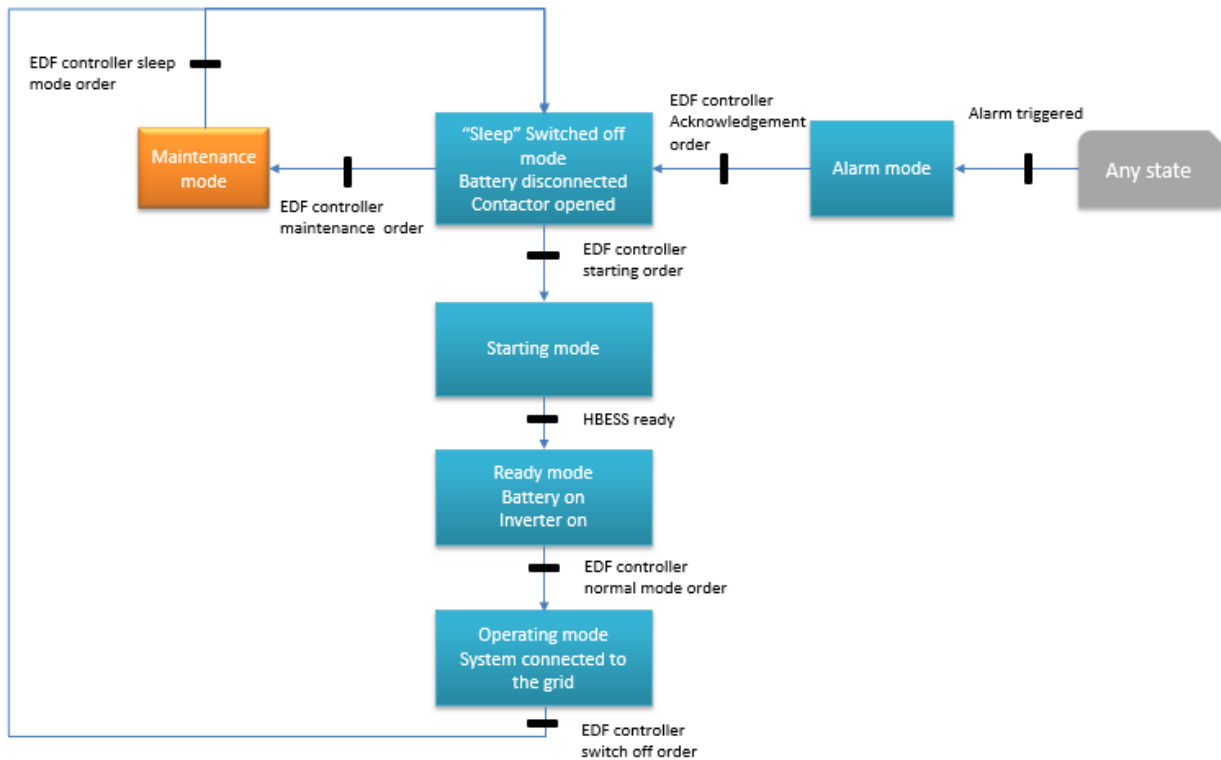 EDF controller sleep
mode order
Maintenance
mode
EDF controller
maintenance order
“Sleep” Switched off
mode
Battery disconnected
Contactor opened
EDF controller
Acknowledgement
order
Alarm mode
Alarm triggered
Any state
EDF controller
starting order
Starting mode
HBESS ready
Ready mode
Battery on
Inverter on
EDF controller
normal mode order
Operating mode
System connected to
the grid
EDF controller
switch off order